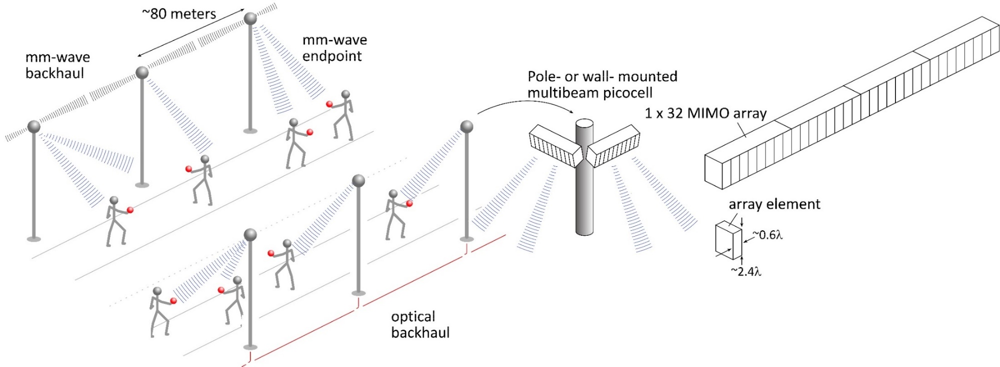 ~80 meters
mm-wave
backhaul
mm-wave
endpoint
Pole- or wall- mounted
multibeam picocell
1 x 32 MIMO array
array element
~0.6λ
~2.4λ
optical
backhaul